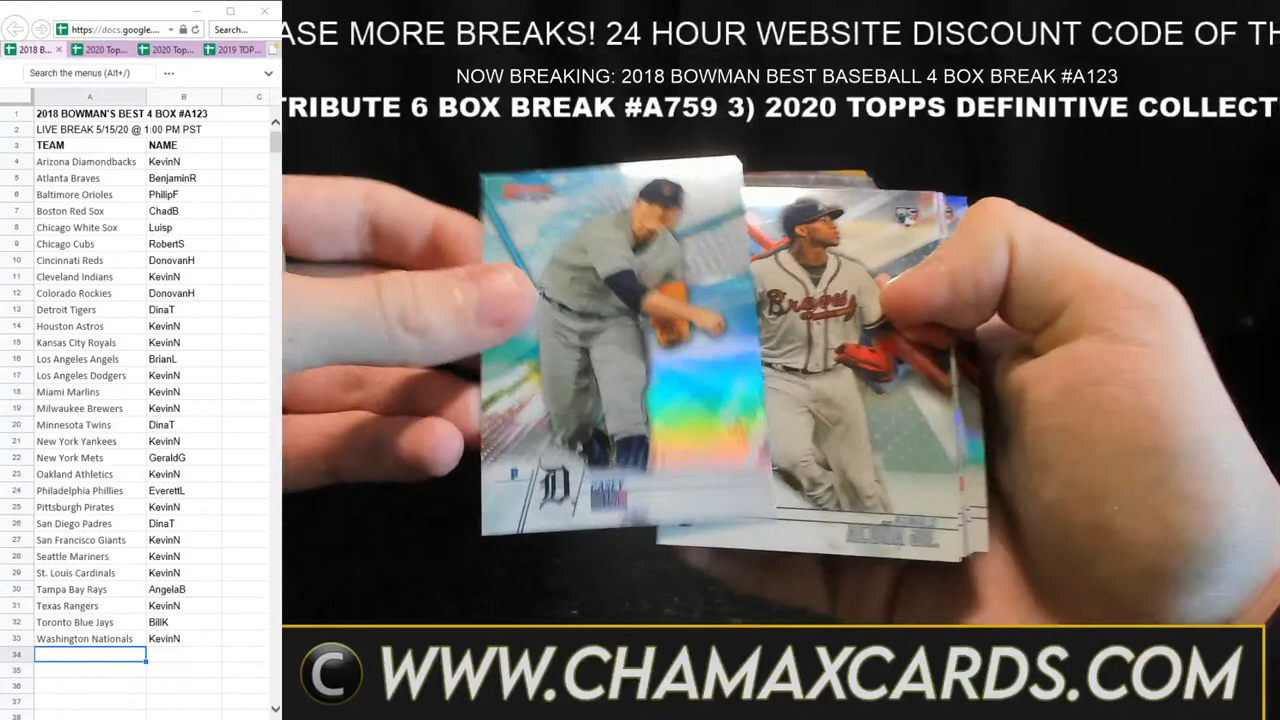 https://docs.google....
Search...
2018 B...
2020 Top...
2020 Top...
2019 TOP...
Search the menus (Alt+/)
A B C
1 2018 BOWMAN'S BEST 4 BOX #A123
2 LIVE BREAK 5/15/20 @ 1:00 PM PST
3 TEAM NAME
4 Arizona Diamondbacks KevinN
5 Atlanta Braves BenjaminR
6 Baltimore Orioles PhilipF
7 Boston Red Sox ChadB
8 Chicago White Sox Luisp
9 Chicago Cubs RobertS
10 Cincinnati Reds DonovanH
11 Cleveland Indians KevinN
12 Colorado Rockies DonovanH
13 Detroit Tigers DinaT
14 Houston Astros KevinN
15 Kansas City Royals KevinN
16 Los Angeles Angels BrianL
17 Los Angeles Dodgers KevinN
18 Miami Marlins KevinN
19 Milwaukee Brewers KevinN
20 Minnesota Twins DinaT
21 New York Yankees KevinN
22 New York Mets GeraldG
23 Oakland Athletics KevinN
24 Philadelphia Phillies EverettL
25 Pittsburgh Pirates KevinN
26 San Diego Padres DinaT
27 San Francisco Giants KevinN
28 Seattle Mariners KevinN
29 St. Louis Cardinals KevinN
30 Tampa Bay Rays AngelaB
31 Texas Rangers KevinN
32 Toronto Blue Jays BillK
33 Washington Nationals KevinN
34
35
36
37
38
ASE MORE BREAKS! 24 HOUR WEBSITE DISCOUNT CODE OF TH
NOW BREAKING: 2018 BOWMAN BEST BASEBALL 4 BOX BREAK #A123
TRIBUTE 6 BOX BREAK #A759 3) 2020 TOPPS DEFINITIVE COLLECT
Braves
P D CASEY
C WWW.CHAMAXCARDS.COM